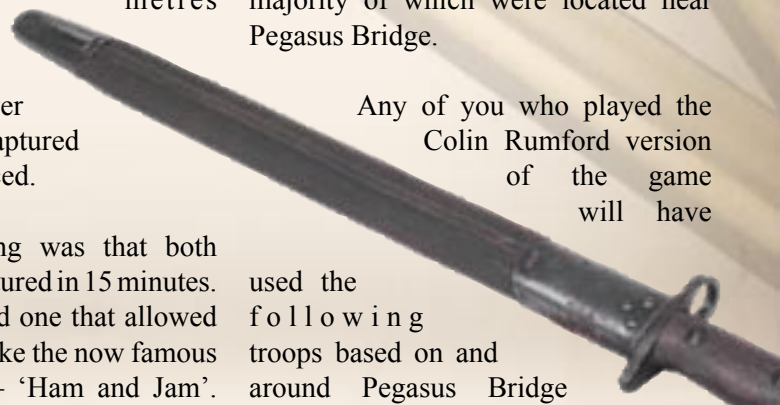 metres
er
aptured
ed.
ng was that both
tured in 15 minutes.
d one that allowed
ke the now famous
– ‘Ham and Jam’.
majority of which were located near
Pegasus Bridge.
Any of you who played the
Colin Rumford version
of the game
will have
used the
following
troops based on and
around Pegasus Bridge